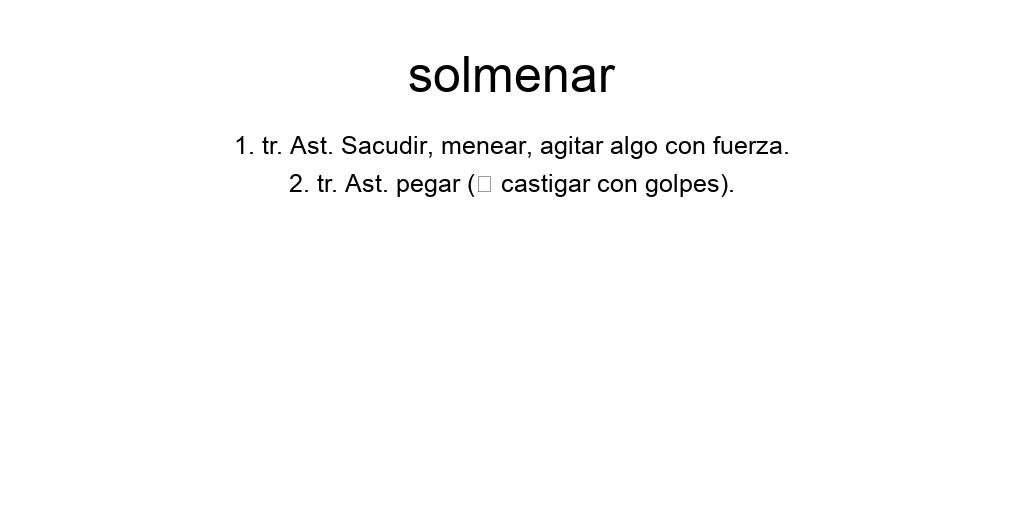 solmenar
1. tr. Ast. Sacudir, menear, agitar algo con fuerza.
2. tr. Ast. pegar (□ castigar con golpes).